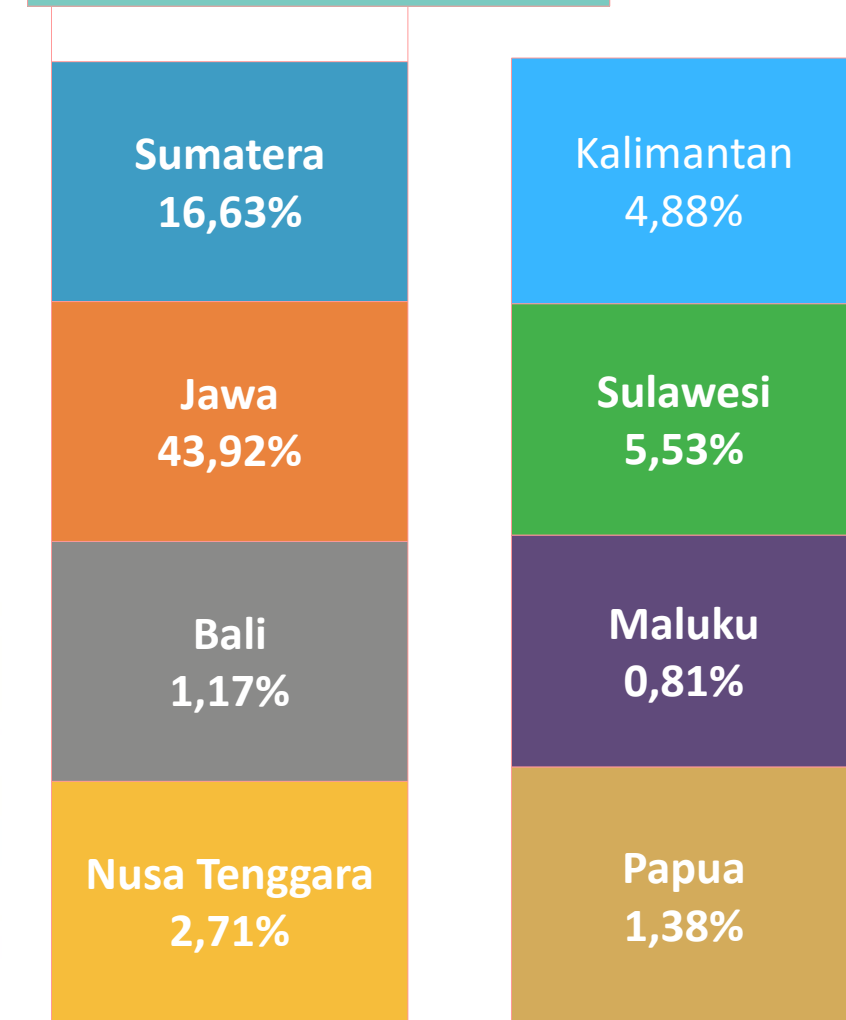 Sumatera
16,63%
Jawa
43,92%
Bali
1,17%
Nusa Tenggara
2,71%
Kalimantan
4,88%
Sulawesi
5,53%
Maluku
0,81%
Papua
1,38%